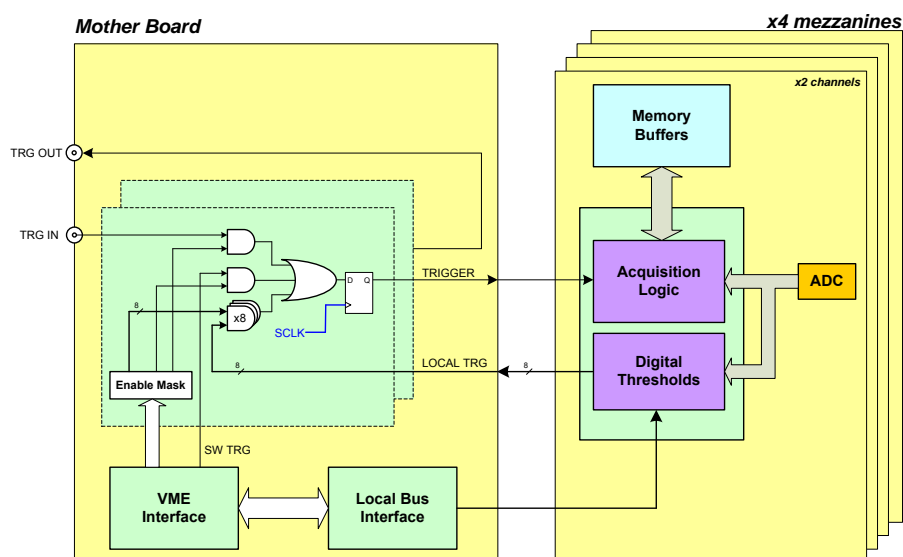 Mother Board
x4 mezzanines
x2 channels
Memory
Buffers
TRG OUT
TRG IN
D Q
TRIGGER
Acquisition
Logic
ADC
x8
8
SCLK
LOCAL TRG
8
8
Digital
Thresholds
Enable Mask
SW TRG
VME
Interface
Local Bus
Interface